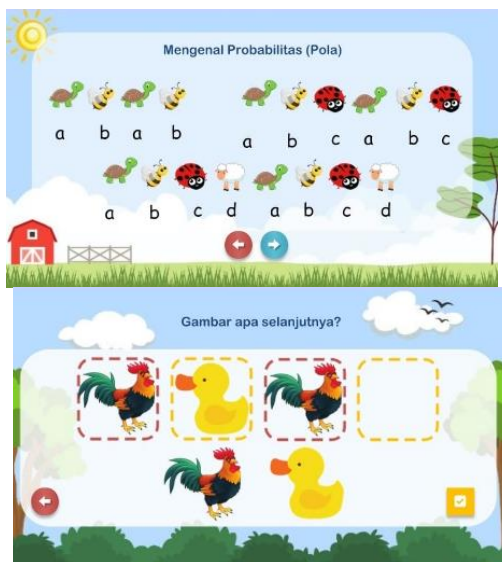 Mengenal Probabilitas (Pola)
a b a b
a b c a b c
a b c d a b c d
Gambar apa selanjutnya?